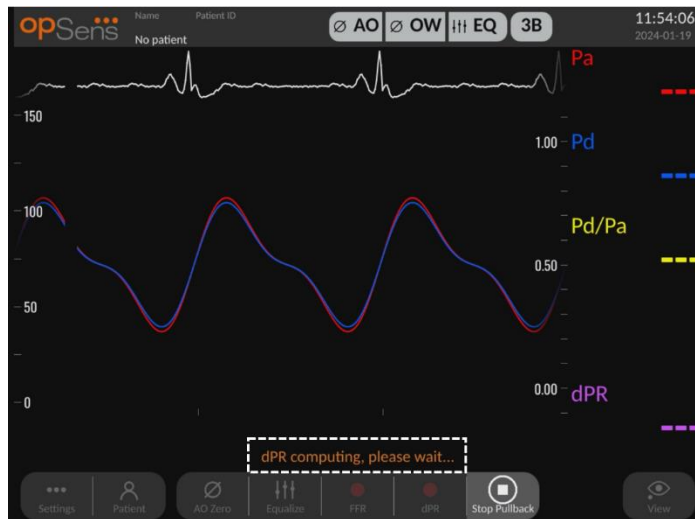 opSens
Name Patient ID
No patient
Ø AO Ø OW EQ 3B
11:54:06
2024-01-19
Pa
150
1.00 Pd
100
Pd/Pa
0.50
50
0.00 dPR
0
dPR computing, please wait...
Settings Patient AO Zero Equalize FFR dPR Stop Pullback View